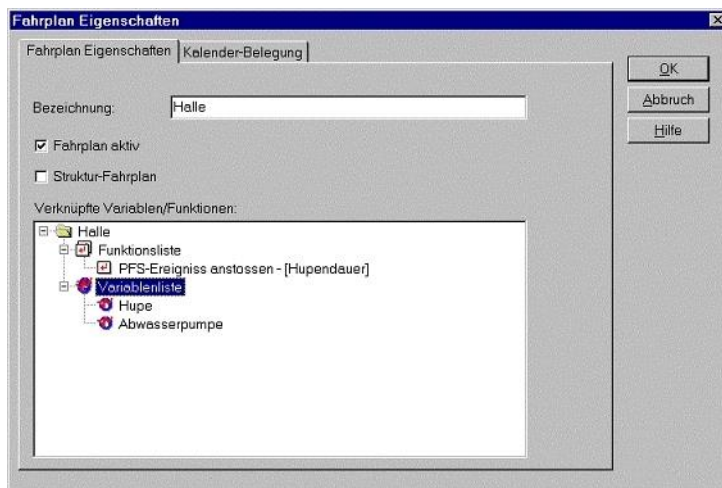 Fahrplan Eigenschaften
Fahrplan Eigenschaften Kalender-Belegung
OK
Abbruch
Hilfe
Bezeichnung: Halle
Fahrplan aktiv
Struktur-Fahrplan
Verknüpfte Variablen/Funktionen:
Halle
Funktionsliste
PFS-Ereigniss anstossen - [Hupendauer]
Variablenliste
Hupe
Abwasserpumpe